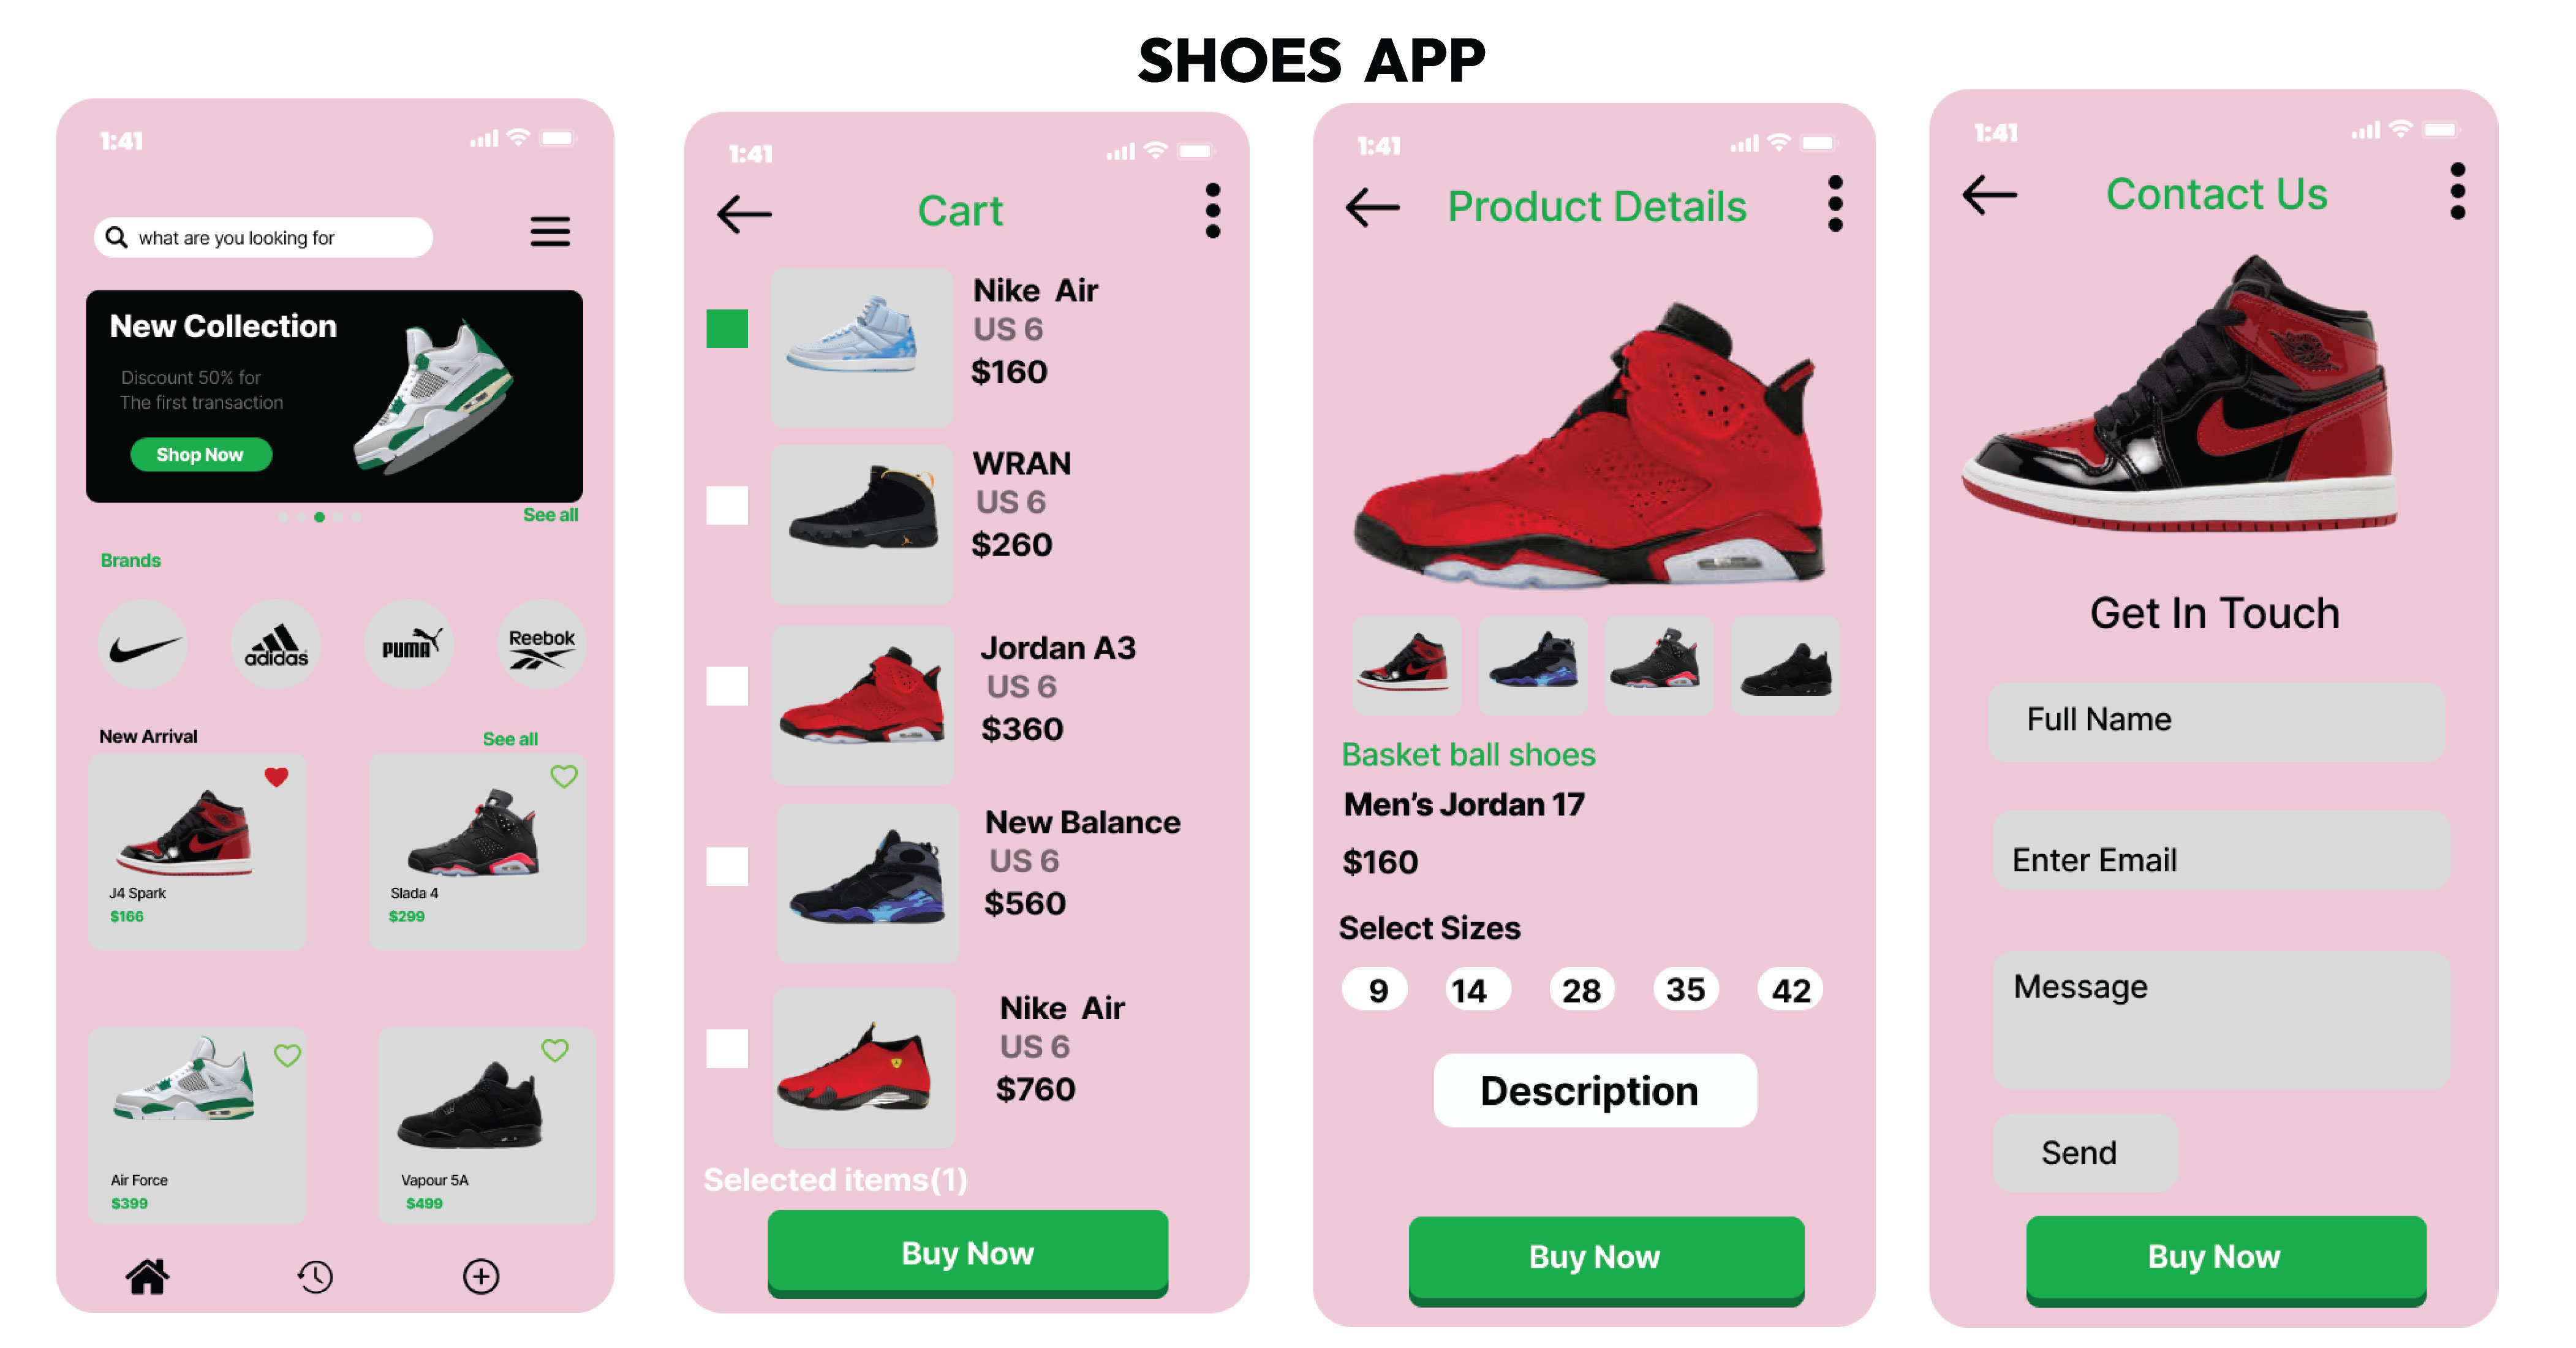 SHOES APP
1:41
what are you looking for
New Collection
Discount 50% for
The first transaction
Shop Now
See all
Brands
adidas
PUMA
Reebok
New Arrival
See all
J4 Spark
$166
Slada 4
$299
Air Force
$399
Vapour 5A
$499
1:41
Cart
Nike Air
US 6
$160
WRAN
US 6
$260
Jordan A3
US 6
$360
New Balance
US 6
$560
Nike Air
US 6
$760
Selected items(1)
Buy Now
1:41
Product Details
Basket ball shoes
Men’s Jordan 17
$160
Select Sizes
9 14 28 35 42
Description
Buy Now
1:41
Contact Us
Get In Touch
Full Name
Enter Email
Message
Send
Buy Now